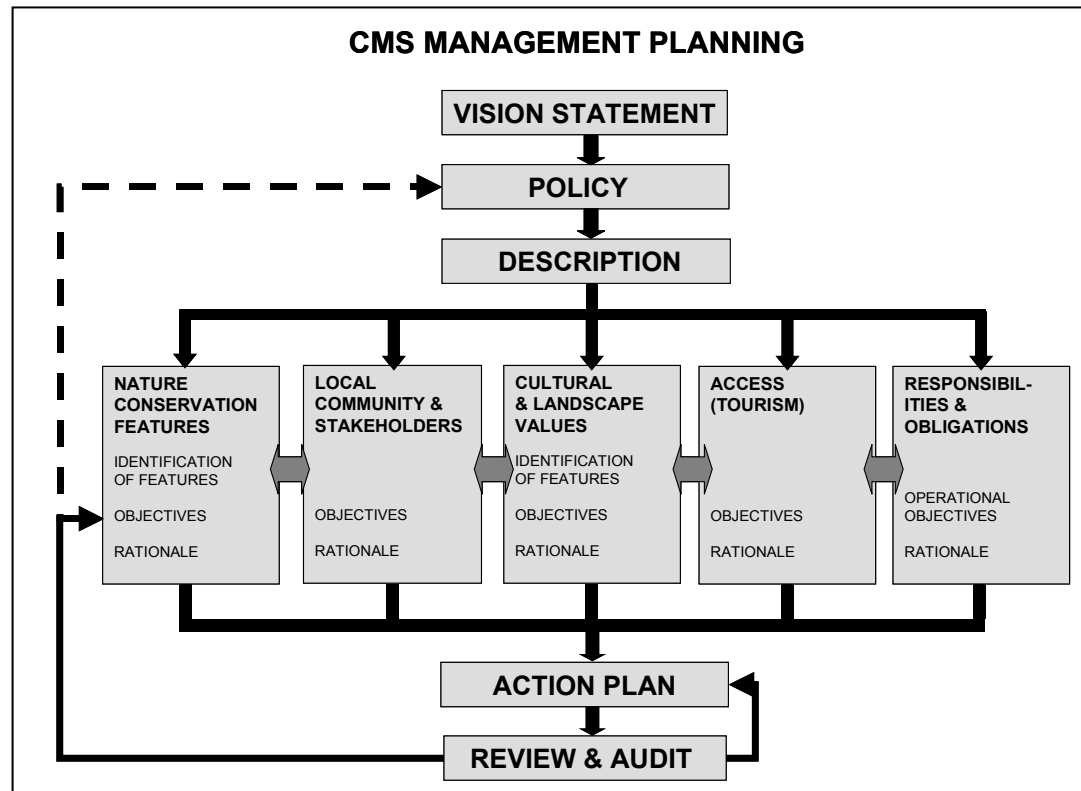 CMS MANAGEMENT PLANNING
VISION STATEMENT
POLICY
DESCRIPTION
NATURE
CONSERVATION
FEATURES
IDENTIFICATION
OF FEATURES
OBJECTIVES
RATIONALE
LOCAL
COMMUNITY &
STAKEHOLDERS
OBJECTIVES
RATIONALE
CULTURAL
& LANDSCAPE
VALUES
IDENTIFICATION
OF FEATURES
OBJECTIVES
RATIONALE
ACCESS
(TOURISM)
OBJECTIVES
RATIONALE
RESPONSIBIL-
ITIES &
OBLIGATIONS
OPERATIONAL
OBJECTIVES
RATIONALE
ACTION PLAN
REVIEW & AUDIT